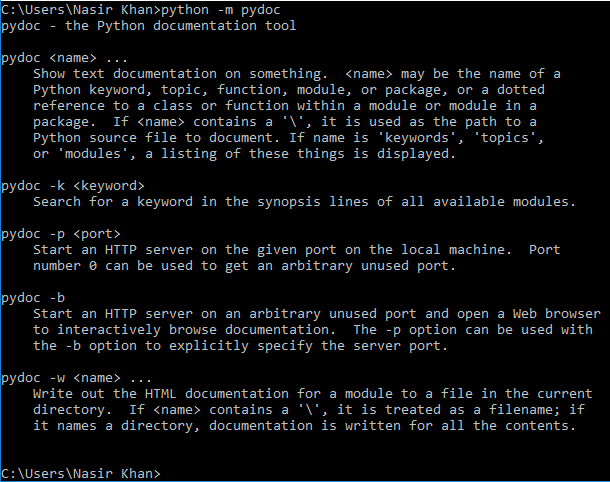 C:\Users\Nasir Khan>python -m pydoc
pydoc - the Python documentation tool

pydoc <name> ...
    Show text documentation on something.  <name> may be the name of a
    Python keyword, topic, function, module, or package, or a dotted
    reference to a class or function within a module or module in a
    package.  If <name> contains a '\', it is used as the path to a
    Python source file to document. If name is 'keywords', 'topics',
    or 'modules', a listing of these things is displayed.

pydoc -k <keyword>
    Search for a keyword in the synopsis lines of all available modules.

pydoc -p <port>
    Start an HTTP server on the given port on the local machine.  Port
    number 0 can be used to get an arbitrary unused port.

pydoc -b
    Start an HTTP server on an arbitrary unused port and open a Web browser
    to interactively browse documentation.  The -p option can be used with
    the -b option to explicitly specify the server port.

pydoc -w <name> ...
    Write out the HTML documentation for a module to a file in the current
    directory.  If <name> contains a '\', it is treated as a filename; if
    it names a directory, documentation is written for all the contents.


C:\Users\Nasir Khan>